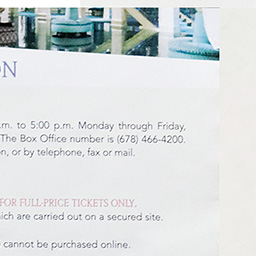 ON
.m. to 5:00 p.m. Monday through Friday,
The Box Office number is (678) 466-4200.
on, or by telephone, fax or mail.
FOR FULL-PRICE TICKETS ONLY.
ich are carried out on a secured site.
cannot be purchased online.